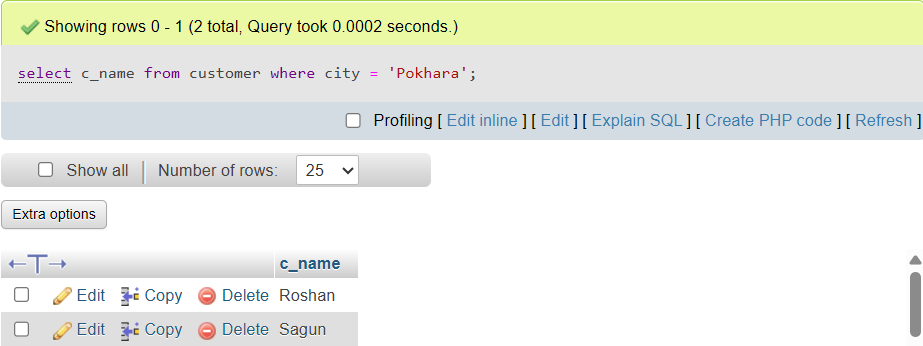 Showing rows 0 - 1 (2 total, Query took 0.0002 seconds.)
select c_name from customer where city = 'Pokhara';
Profiling [ Edit inline ] [ Edit ] [ Explain SQL ] [ Create PHP code ] [ Refresh ]
Show all | Number of rows: 25
Extra options
c_name
Edit Copy Delete Roshan
Edit Copy Delete Sagun